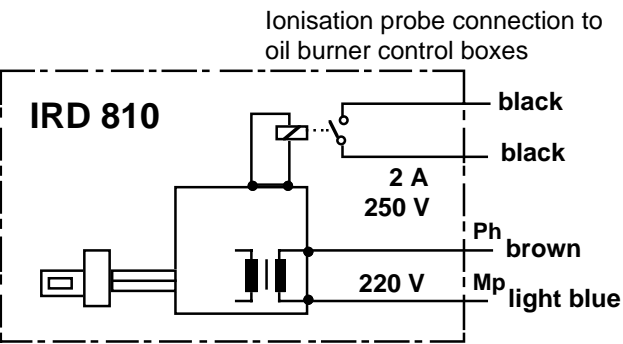 Ionisation probe connection to
oil burner control boxes
IRD 810
black
black
2 A
250 V
Ph
brown
220 V
Mp
light blue